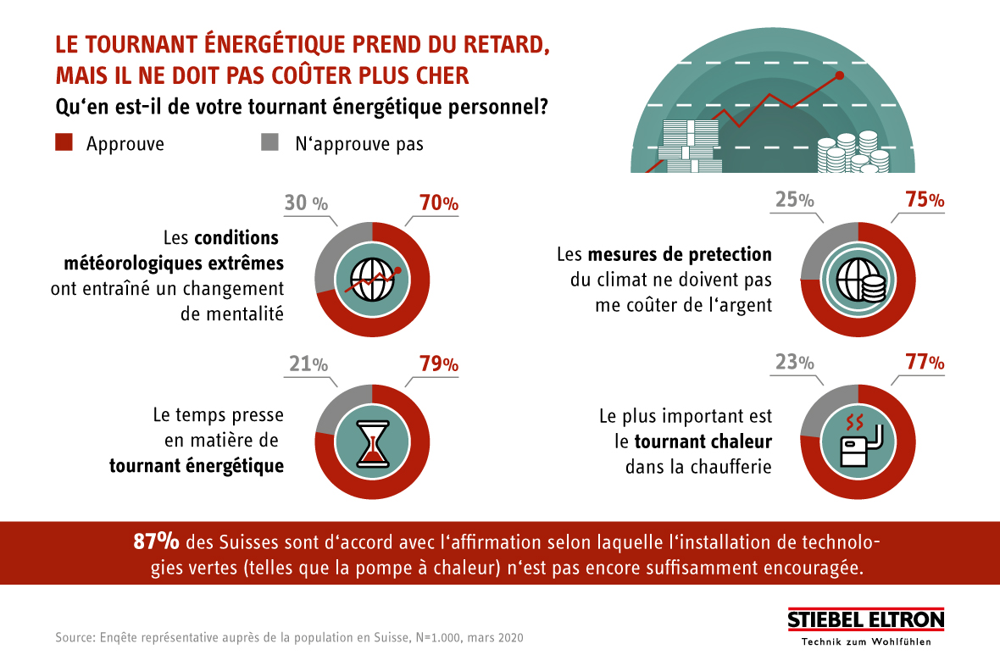 LE TOURNANT ÉNERGÉTIQUE PREND DU RETARD,
MAIS IL NE DOIT PAS COÛTER PLUS CHER
Qu‘en est-il de votre tournant énergétique personnel?
Approuve
N‘approuve pas
30 %
70%
Les conditions
météorologiques extrêmes
ont entraîné un changement
de mentalité
25%
75%
Les mesures de pretection
du climat ne doivent pas
me coûter de l‘argent
21%
79%
Le temps presse
en matière de
tournant énergétique
23%
77%
Le plus important est
le tournant chaleur
dans la chaufferie
87% des Suisses sont d‘accord avec l‘affirmation selon laquelle l‘installation de technolo-
gies vertes (telles que la pompe à chaleur) n‘est pas encore suffisamment encouragée.
Source: Enqête représentative auprès de la population en Suisse, N=1.000, mars 2020
STIEBEL ELTRON
Technik zum Wohlfühlen